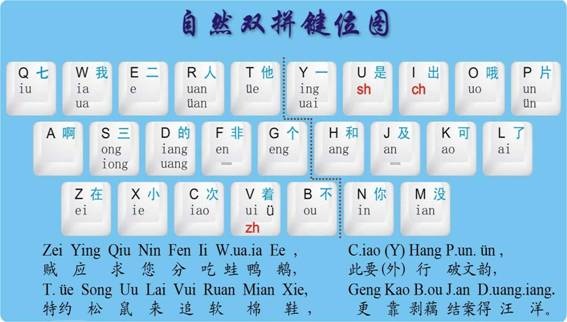 自然双拼键位图
Q 七 W 我 E 二 R 人 T 他 Y 一 U 是 I 出 O 哦 P 片
iu ia e uan üe ing sh ch uo un
ua üan uai ün
A 啊 S 三 D 的 F 非 G 个 H 和 J 及 K 可 L 了
ong iang en eng ang an ao ai
iong uang
Z 在 X 小 C 次 V 着 B 不 N 你 M 没
ei ie iao ui ü ou in ian
zh
Zei Ying Qiu Nin Fen Ii W.ua.ia Ee , C.iao (Y) Hang P.un. ün ,
贼 应 求 您 分 吃 蛙 鸭 鹅, 此要(外) 行 破文韵,
T. üe Song Uu Lai Vui Ruan Mian Xie, Geng Kao B.ou J.an D.uang.iang.
特约 松 鼠 来 追 软 棉 鞋, 更 靠 剥藕 结案得 汪 洋。